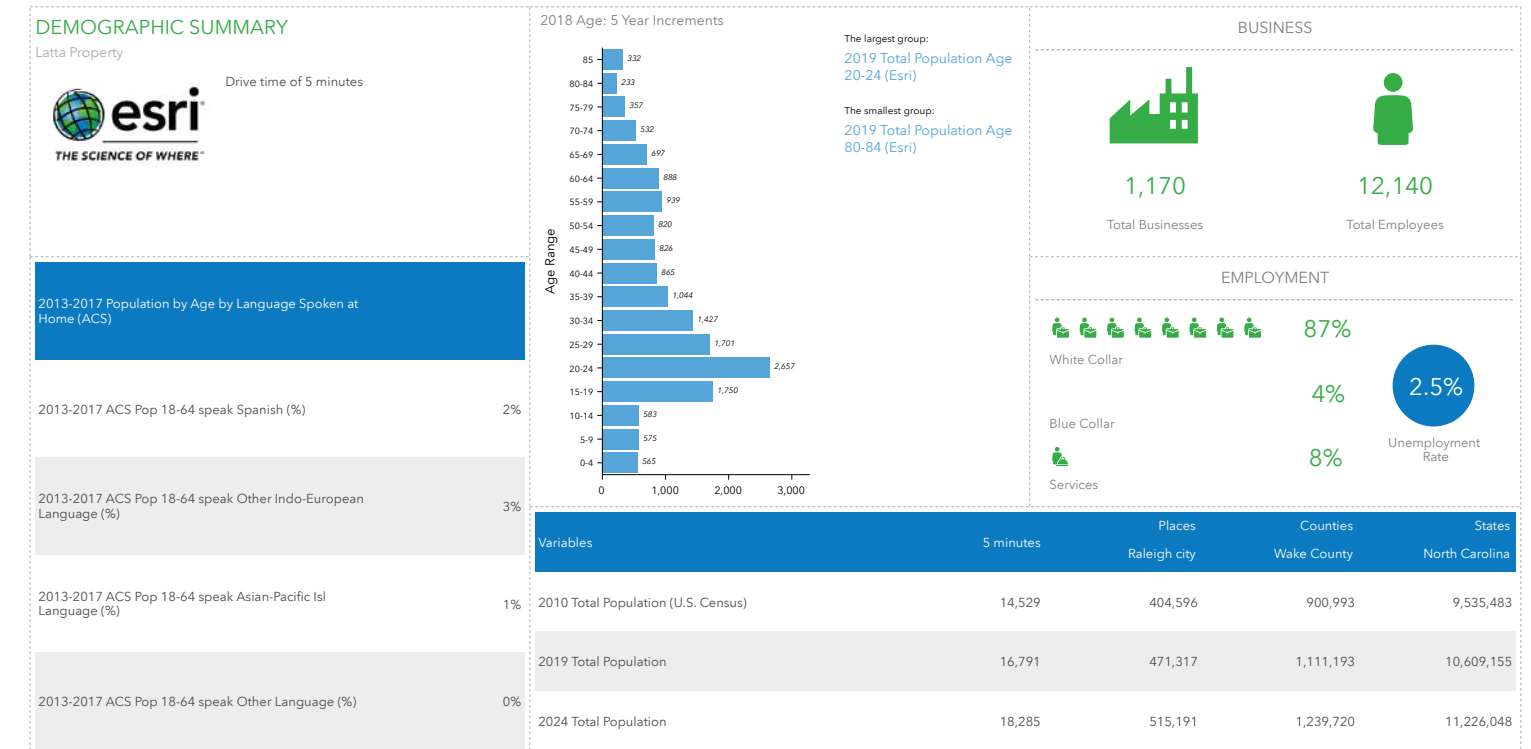 DEMOGRAPHIC SUMMARY
Latta Property
Drive time of 5 minutes
esri
THE SCIENCE OF WHERE™
2013-2017 Population by Age by Language Spoken at
Home (ACS)
2013-2017 ACS Pop 18-64 speak Spanish (%) 2%
2013-2017 ACS Pop 18-64 speak Other Indo-European
Language (%) 3%
2013-2017 ACS Pop 18-64 speak Asian-Pacific Isl
Language (%) 1%
2013-2017 ACS Pop 18-64 speak Other Language (%) 0%
2018 Age: 5 Year Increments
Age Range
85 332
80-84 233
75-79 357
70-74 532
65-69 697
60-64 888
55-59 939
50-54 820
45-49 826
40-44 865
35-39 1,044
30-34 1,427
25-29 1,701
20-24 2,657
15-19 1,750
10-14 583
5-9 575
0-4 565
0 1,000 2,000 3,000
The largest group:
2019 Total Population Age
20-24 (Esri)
The smallest group:
2019 Total Population Age
80-84 (Esri)
BUSINESS
1,170 12,140
Total Businesses Total Employees
EMPLOYMENT
87%
White Collar
4%
Blue Collar
8%
Services
2.5%
Unemployment
Rate
Variables 5 minutes Places Counties States
Raleigh city Wake County North Carolina
2010 Total Population (U.S. Census) 14,529 404,596 900,993 9,535,483
2019 Total Population 16,791 471,317 1,111,193 10,609,155
2024 Total Population 18,285 515,191 1,239,720 11,226,048